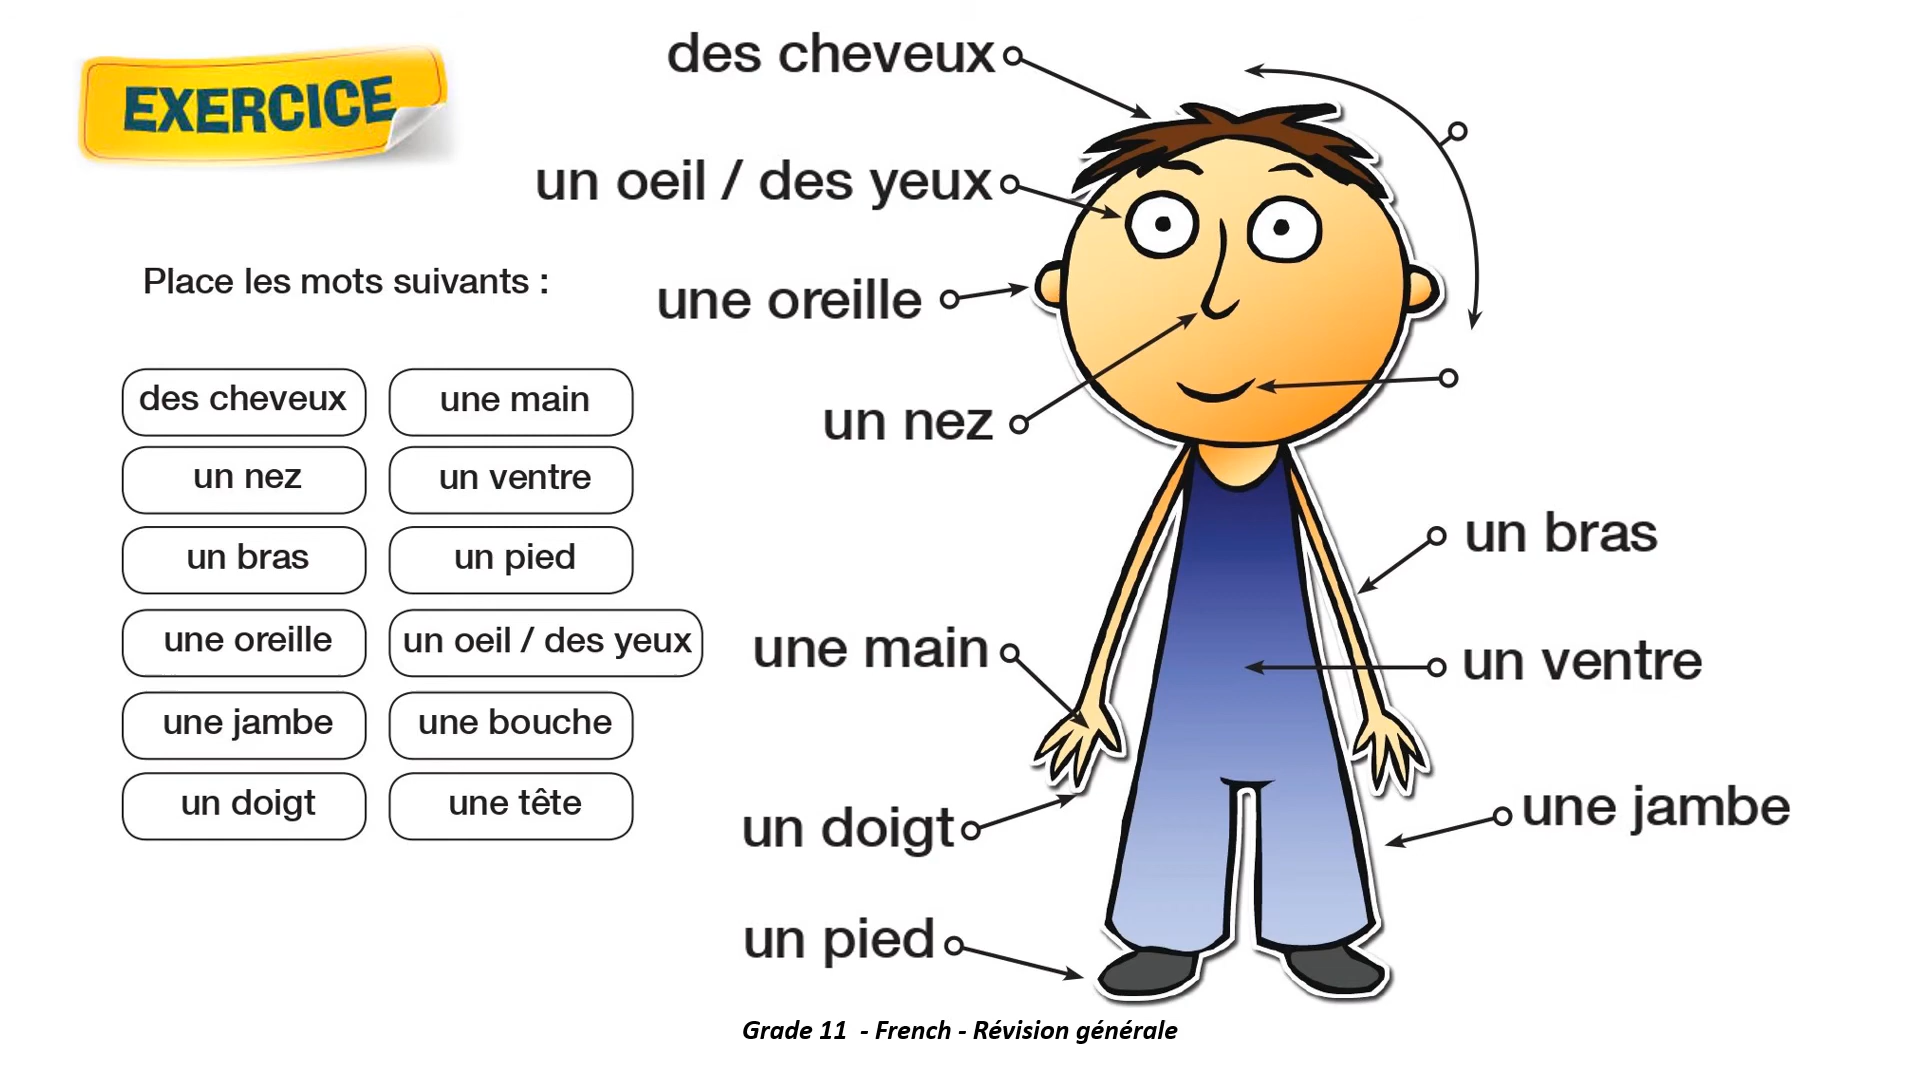 EXERCICE
Place les mots suivants :
des cheveux
une main
un nez
un ventre
un bras
un pied
une oreille
un oeil / des yeux
une jambe
une bouche
un doigt
une tête
des cheveux
un oeil / des yeux
une oreille
un nez
une main
un doigt
un pied
un bras
un ventre
une jambe
Grade 11 - French - Révision générale